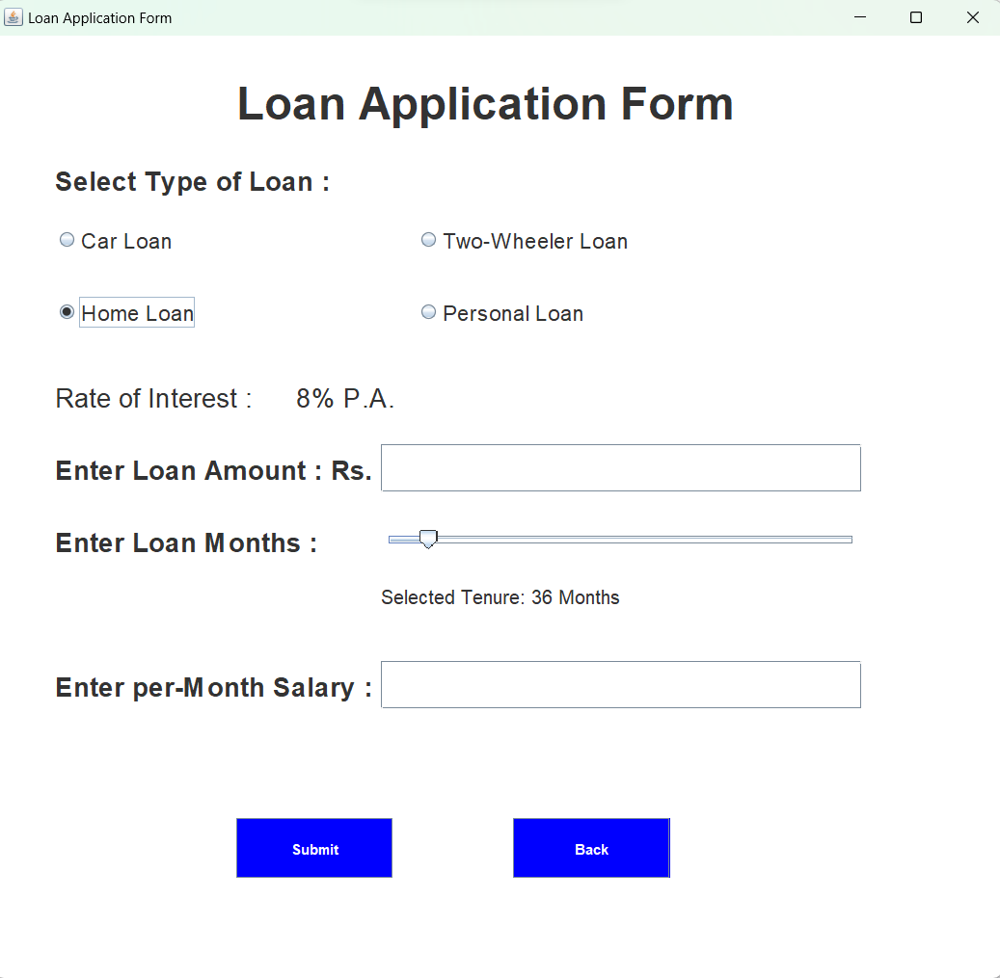 Loan Application Form
Loan Application Form
Select Type of Loan :
Car Loan
Two-Wheeler Loan
Home Loan
Personal Loan
Rate of Interest : 8% P.A.
Enter Loan Amount : Rs.
Enter Loan Months :
Selected Tenure: 36 Months
Enter per-Month Salary :
Submit
Back